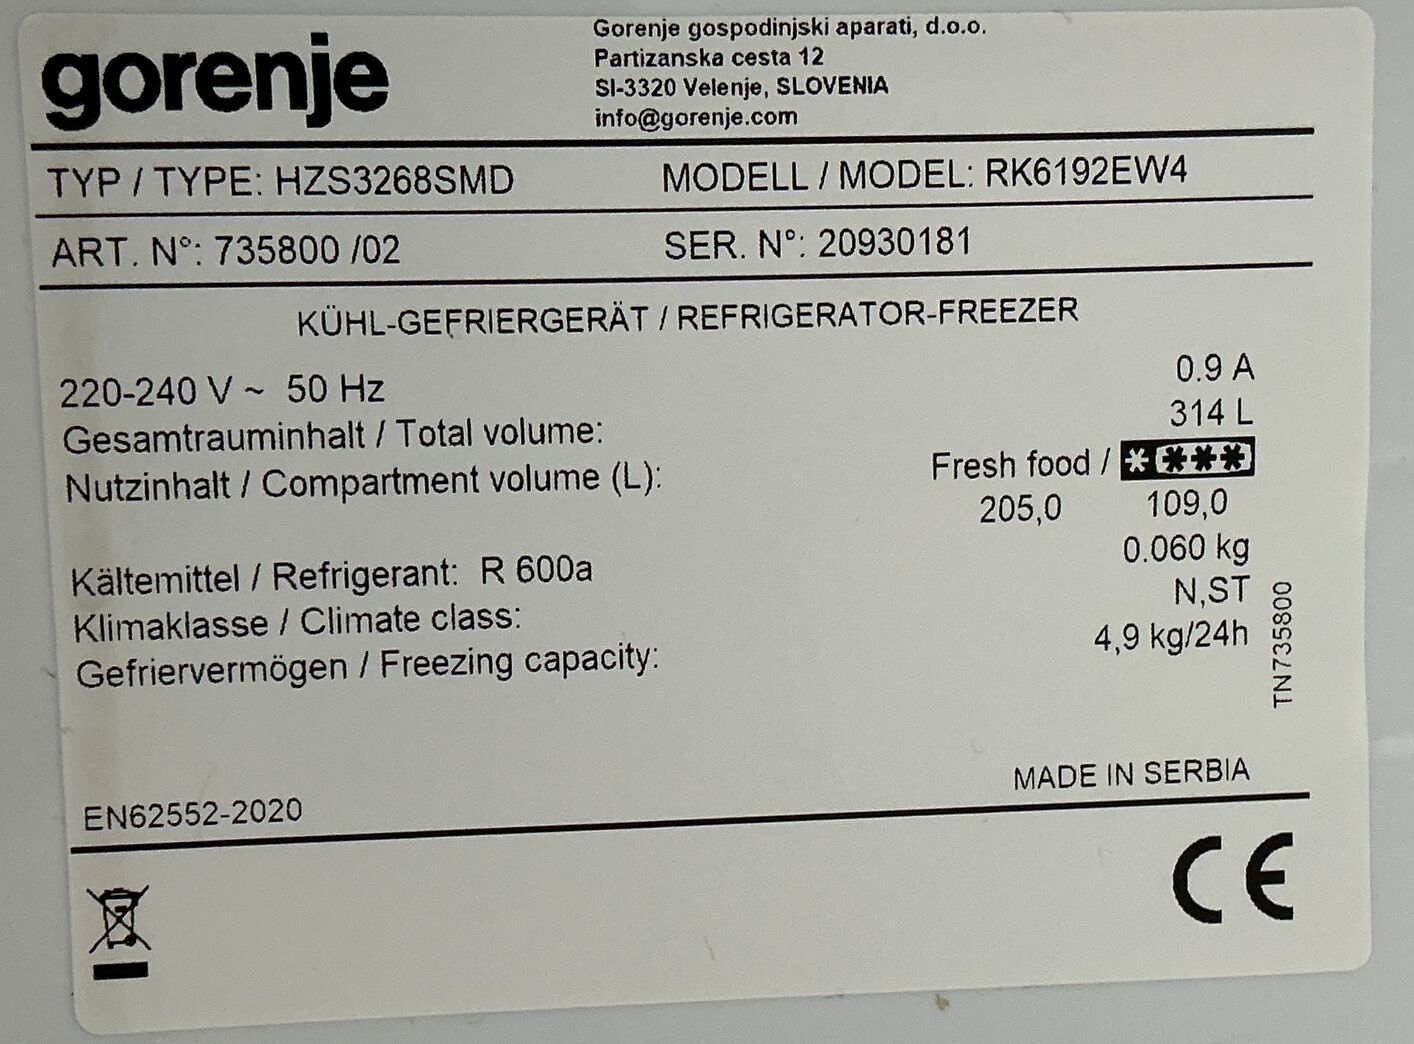 gorenje
Gorenje gospodinjski aparati, d.o.o.
Partizanska cesta 12
SI-3320 Velenje, SLOVENIA
info@gorenje.com
TYP / TYPE: HZS3268SMD MODELL / MODEL: RK6192EW4
ART. N°: 735800 /02 SER. N°: 20930181
KÜHL-GEFRIERGERÄT / REFRIGERATOR-FREEZER
220-240 V ~ 50 Hz 0.9 A
Gesamtrauminhalt / Total volume: 314 L
Nutzinhalt / Compartment volume (L): Fresh food / ****
205,0 109,0
Kältemittel / Refrigerant: R 600a 0.060 kg
Klimaklasse / Climate class: N,ST
Gefriervermögen / Freezing capacity: 4,9 kg/24h
TN735800
MADE IN SERBIA
EN62552-2020
CE